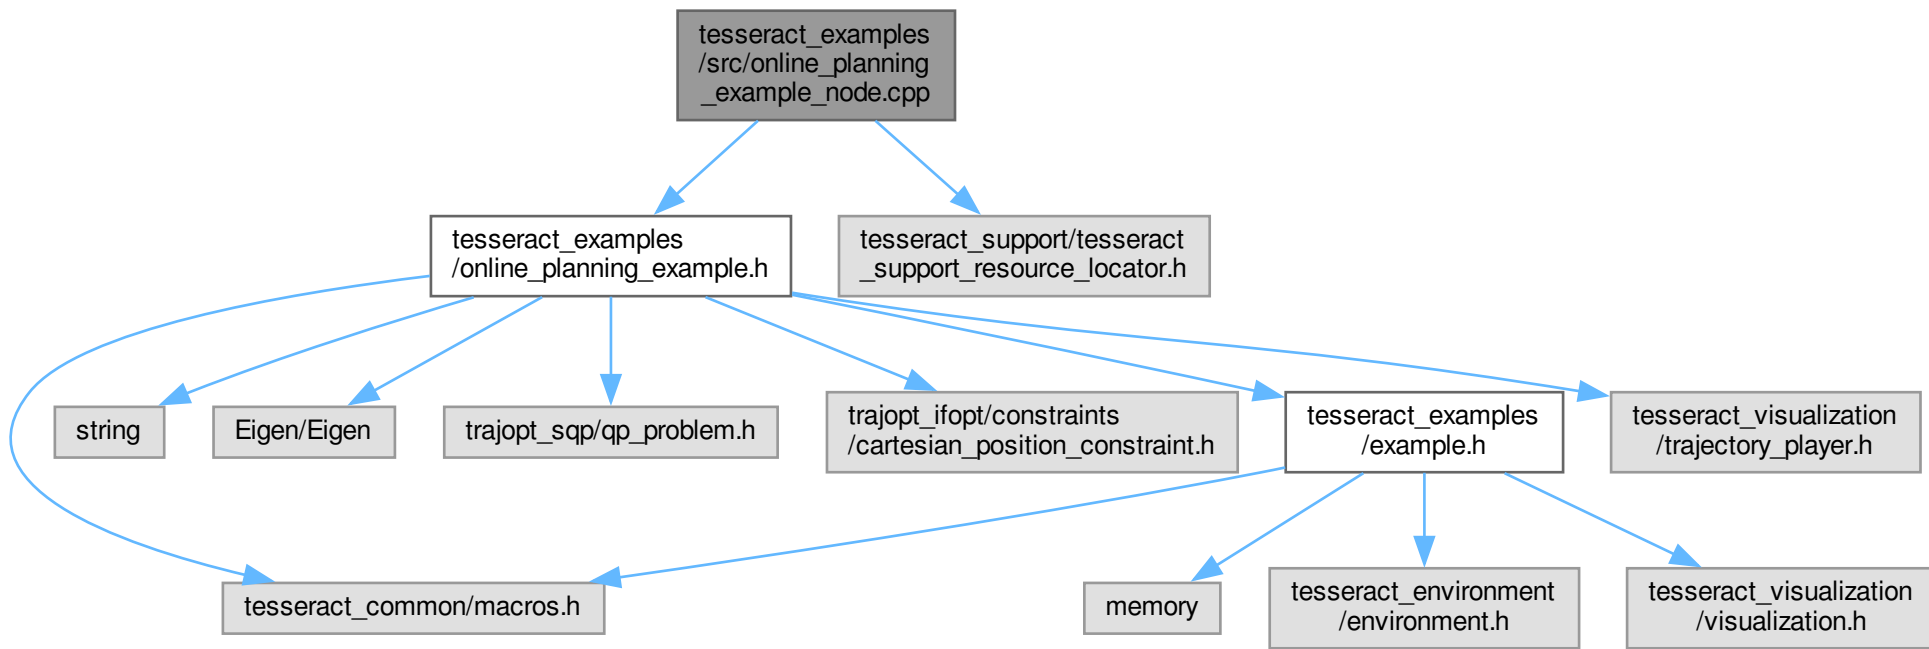 tesseract_examples
/src/online_planning
_example_node.cpp
tesseract_examples
/online_planning_example.h
tesseract_support/tesseract
_support_resource_locator.h
string
Eigen/Eigen
trajopt_sqp/qp_problem.h
trajopt_ifopt/constraints
/cartesian_position_constraint.h
tesseract_examples
/example.h
tesseract_visualization
/trajectory_player.h
tesseract_common/macros.h
memory
tesseract_environment
/environment.h
tesseract_visualization
/visualization.h